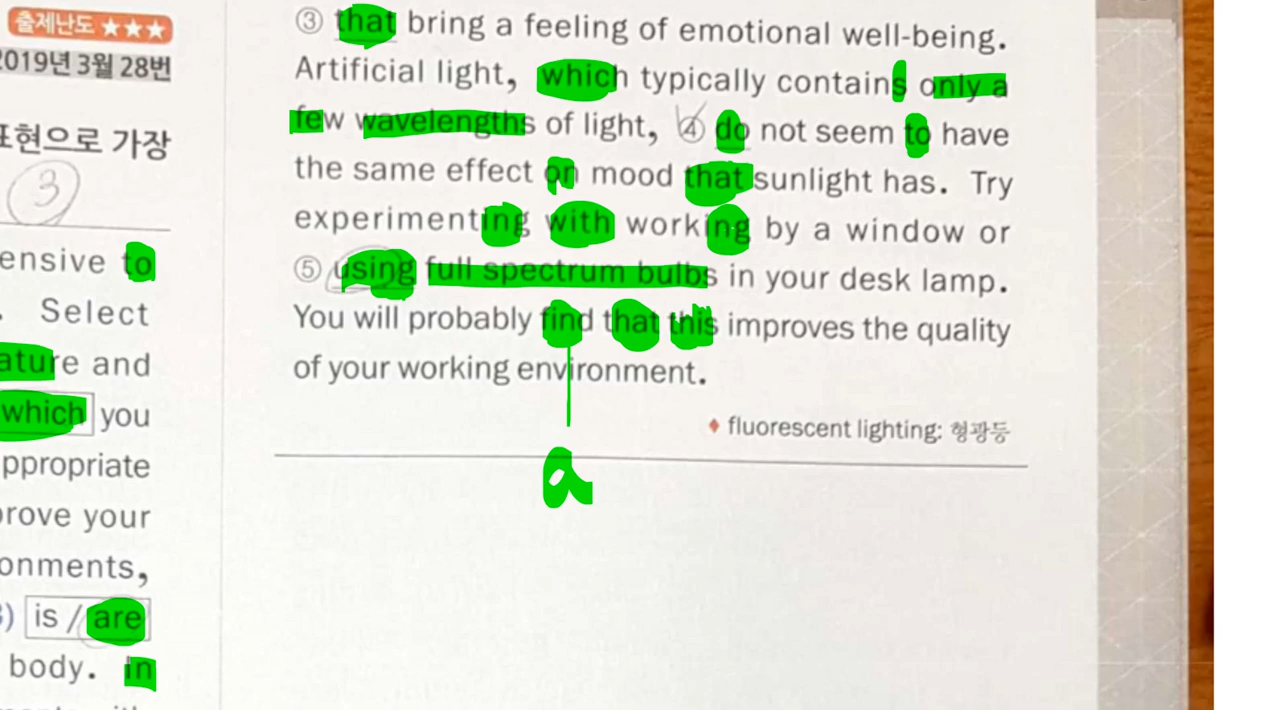 출제난도 ★★★
2019년 3월 28번
표현으로 가장
3
ensive to
. Select
ature and
which you
ppropriate
prove your
onments,
) is / are
body. In
③ that bring a feeling of emotional well-being.
Artificial light, which typically contains only a
few wavelengths of light, ④ do not seem to have
the same effect on mood that sunlight has. Try
experimenting with working by a window or
⑤ using full spectrum bulbs in your desk lamp.
You will probably find that this improves the quality
of your working environment.
a
♦ fluorescent lighting: 형광등